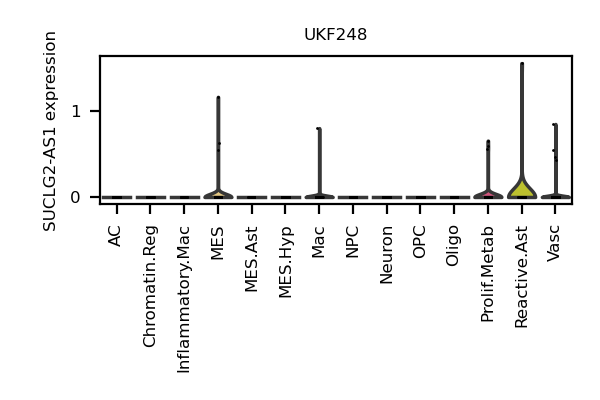 UKF248
SUCLG2-AS1 expression
1
0
AC
Chromatin.Reg
Inflammatory.Mac
MES
MES.Ast
MES.Hyp
Mac
NPC
Neuron
OPC
Oligo
Prolif.Metab
Reactive.Ast
Vasc